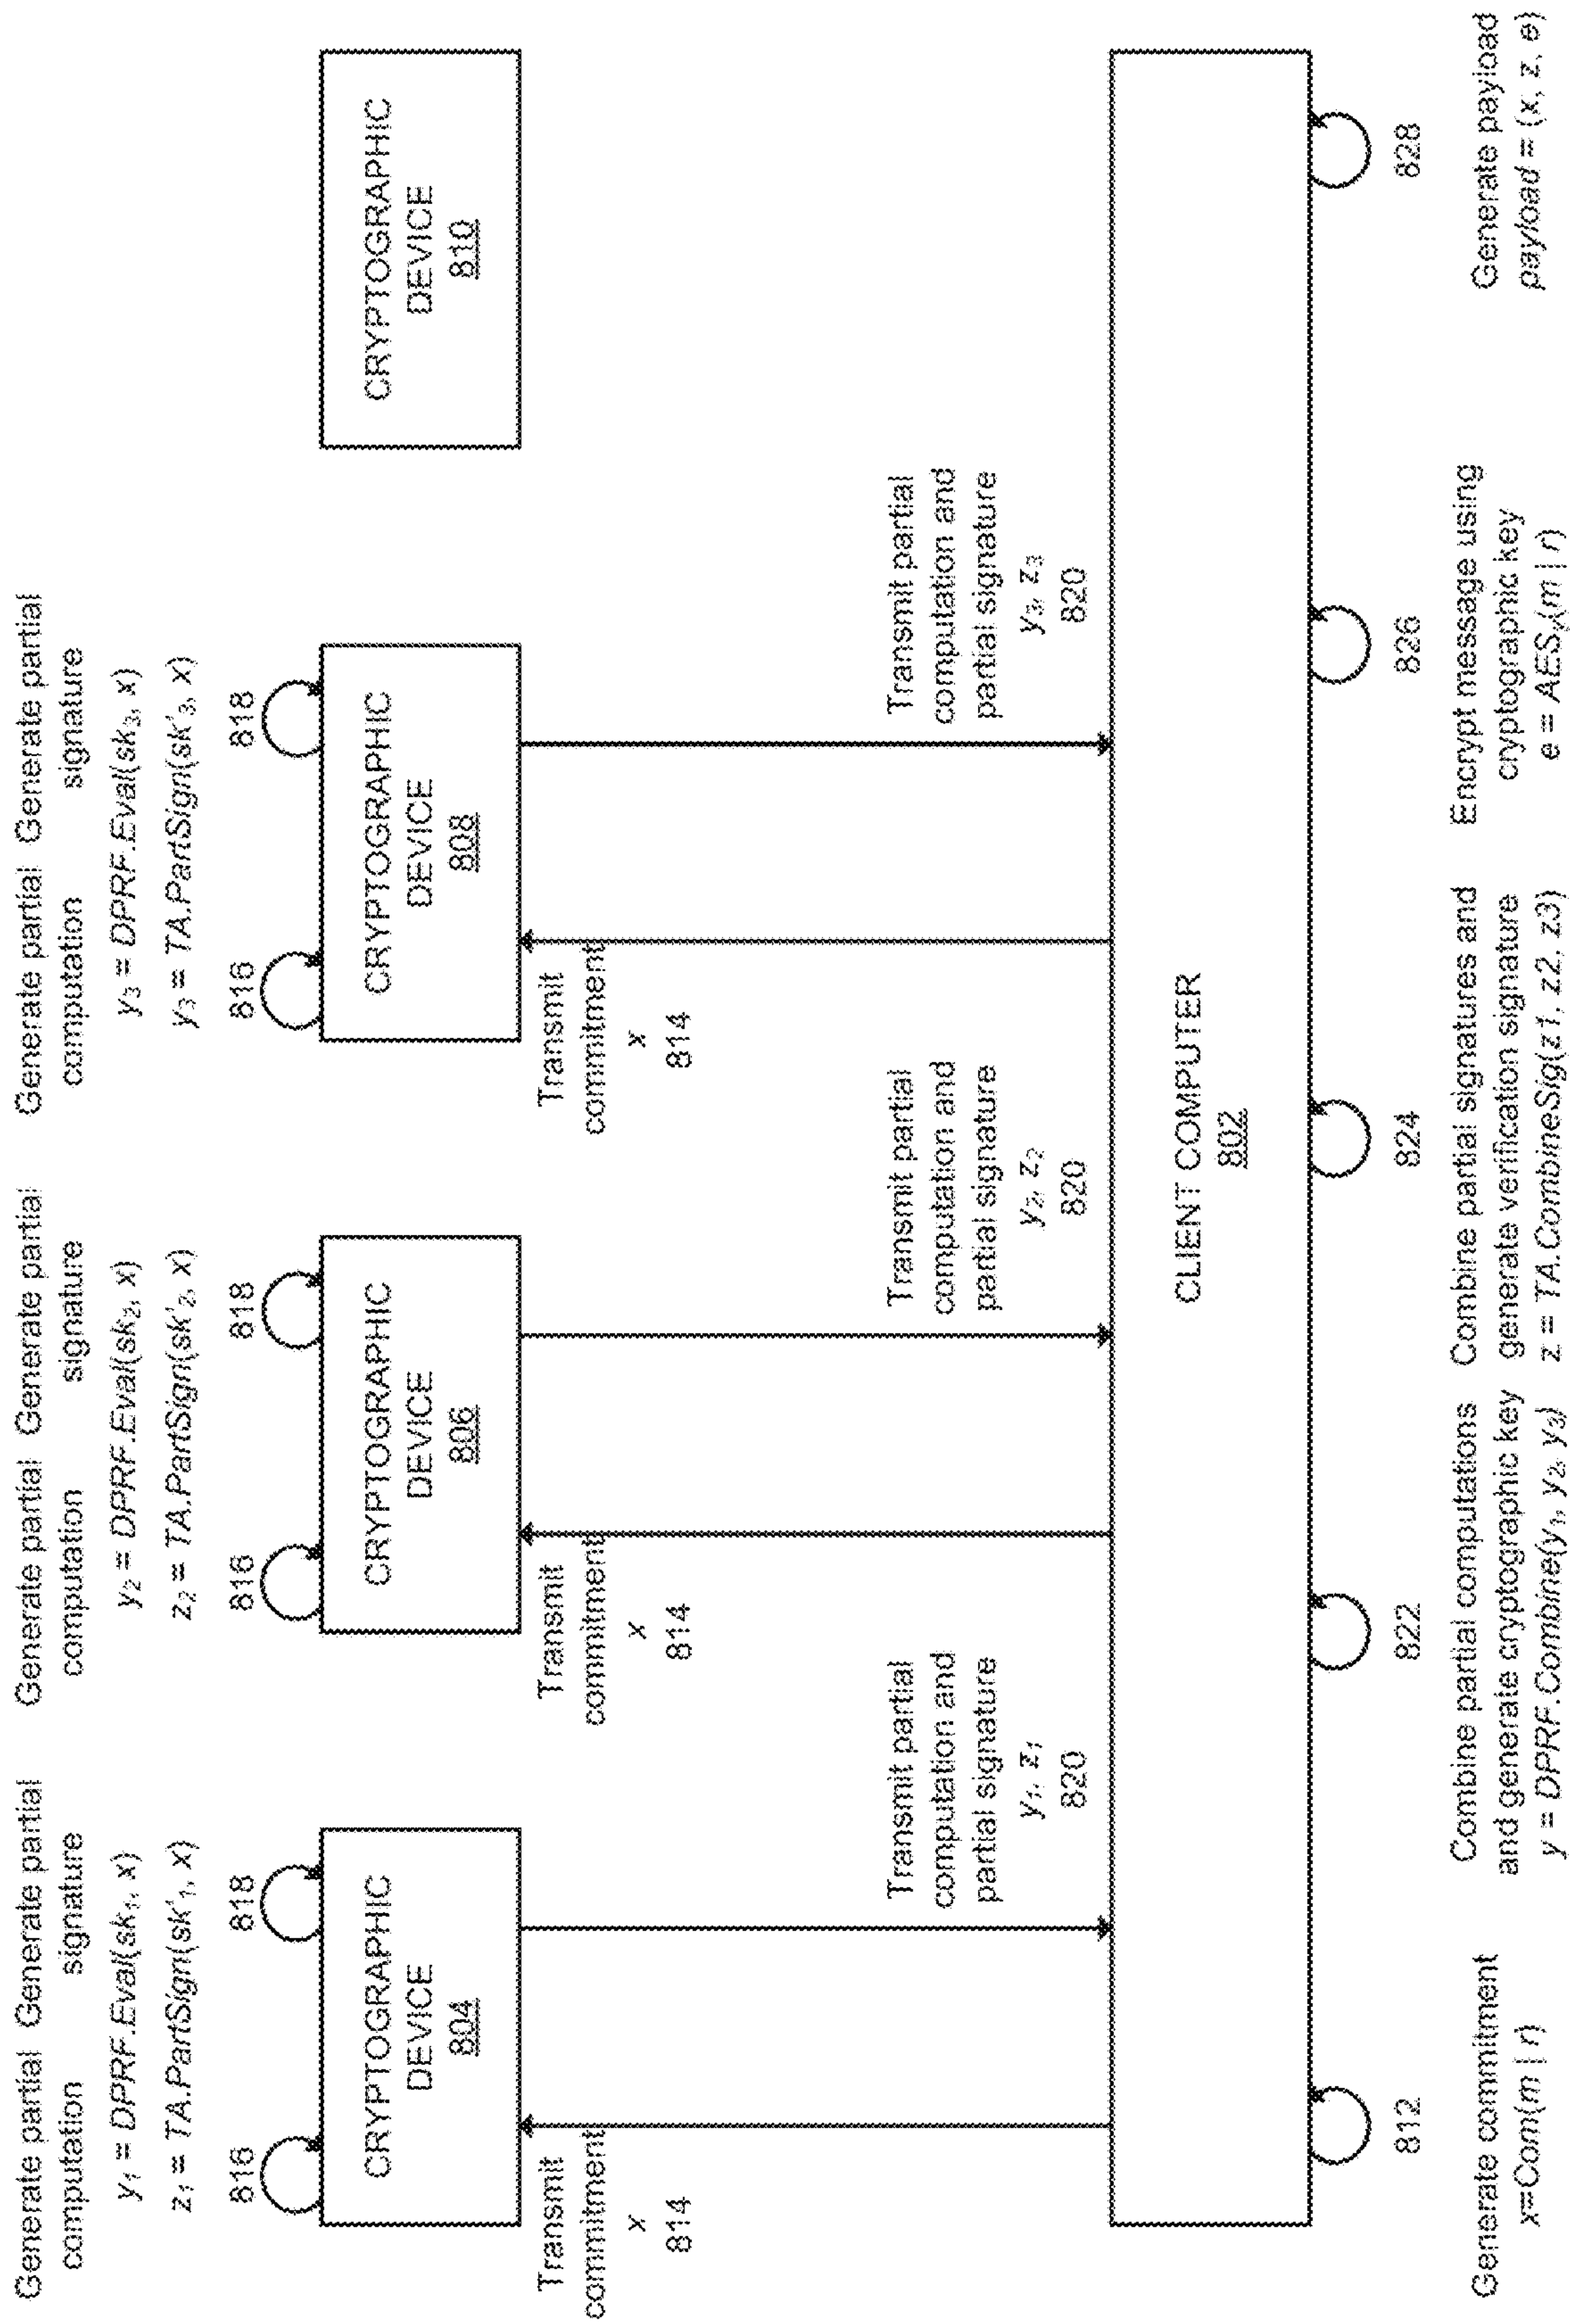 Generate partial Generate partial
computation signature
y₁ = DPRF.Eval(sk₁, x)
z₁ = TA.PartSign(sk'₁, x)
816 818
Generate partial Generate partial
computation signature
y₂ = DPRF.Eval(sk₂, x)
z₂ = TA.PartSign(sk'₂, x)
816 818
Generate partial Generate partial
computation signature
y₃ = DPRF.Eval(sk₃, x)
y₃ = TA.PartSign(sk'₃, x)
816 818
CRYPTOGRAPHIC
DEVICE
804
CRYPTOGRAPHIC
DEVICE
806
CRYPTOGRAPHIC
DEVICE
808
CRYPTOGRAPHIC
DEVICE
810
Transmit
commitment
x
814
Transmit partial
computation and
partial signature
y₁, z₁
820
Transmit
commitment
x
814
Transmit partial
computation and
partial signature
y₂, z₂
820
Transmit
commitment
x
814
Transmit partial
computation and
partial signature
y₃, z₃
820
CLIENT COMPUTER
802
812
Generate commitment
x=Com(m | r)
822
Combine partial computations
and generate cryptographic key
y = DPRF.Combine(y₁, y₂, y₃)
824
Combine partial signatures and
generate verification signature
z = TA.CombineSig(z1, z2, z3)
826
Encrypt message using
cryptographic key
e = AESᵧ(m | r)
828
Generate payload
payload = (x, z, e)